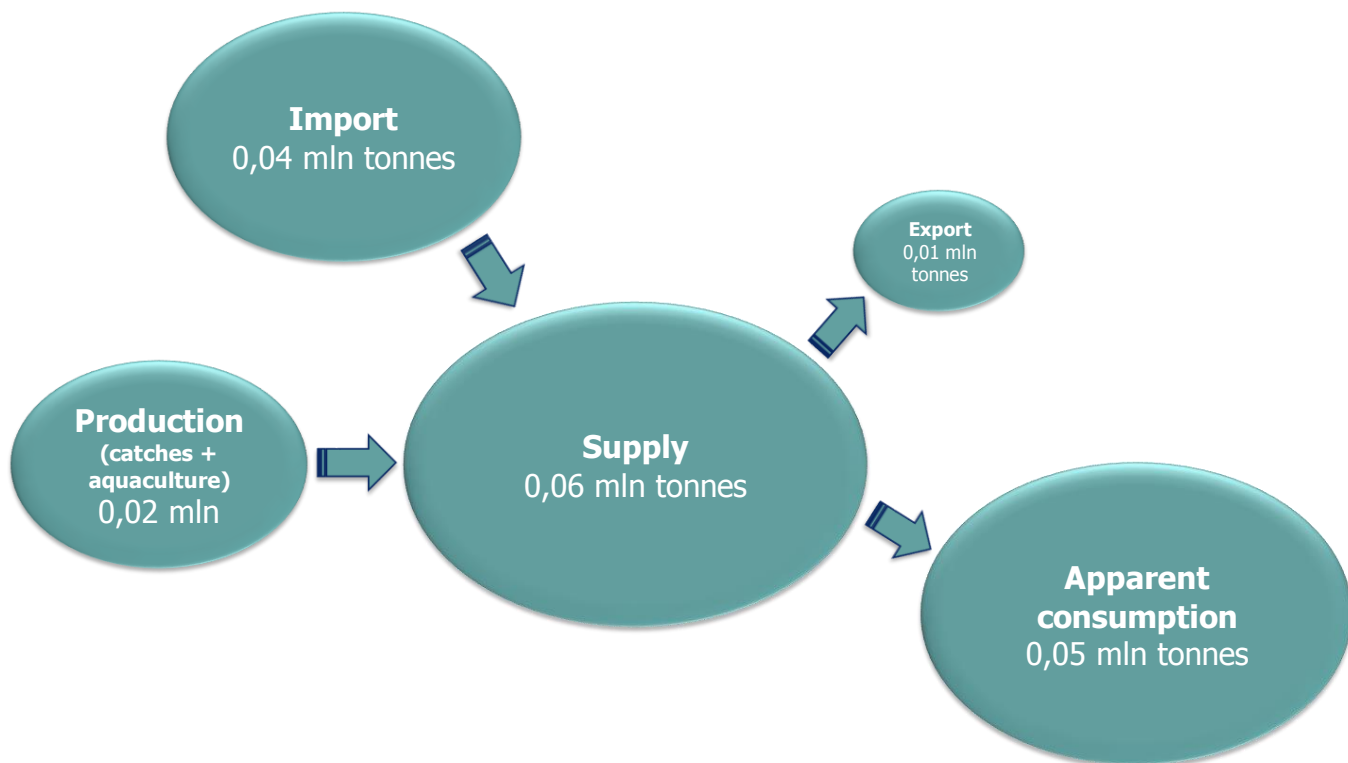 Import
0,04 mln tonnes
Export
0,01 mln
tonnes
Production
(catches +
aquaculture)
0,02 mln
Supply
0,06 mln tonnes
Apparent
consumption
0,05 mln tonnes